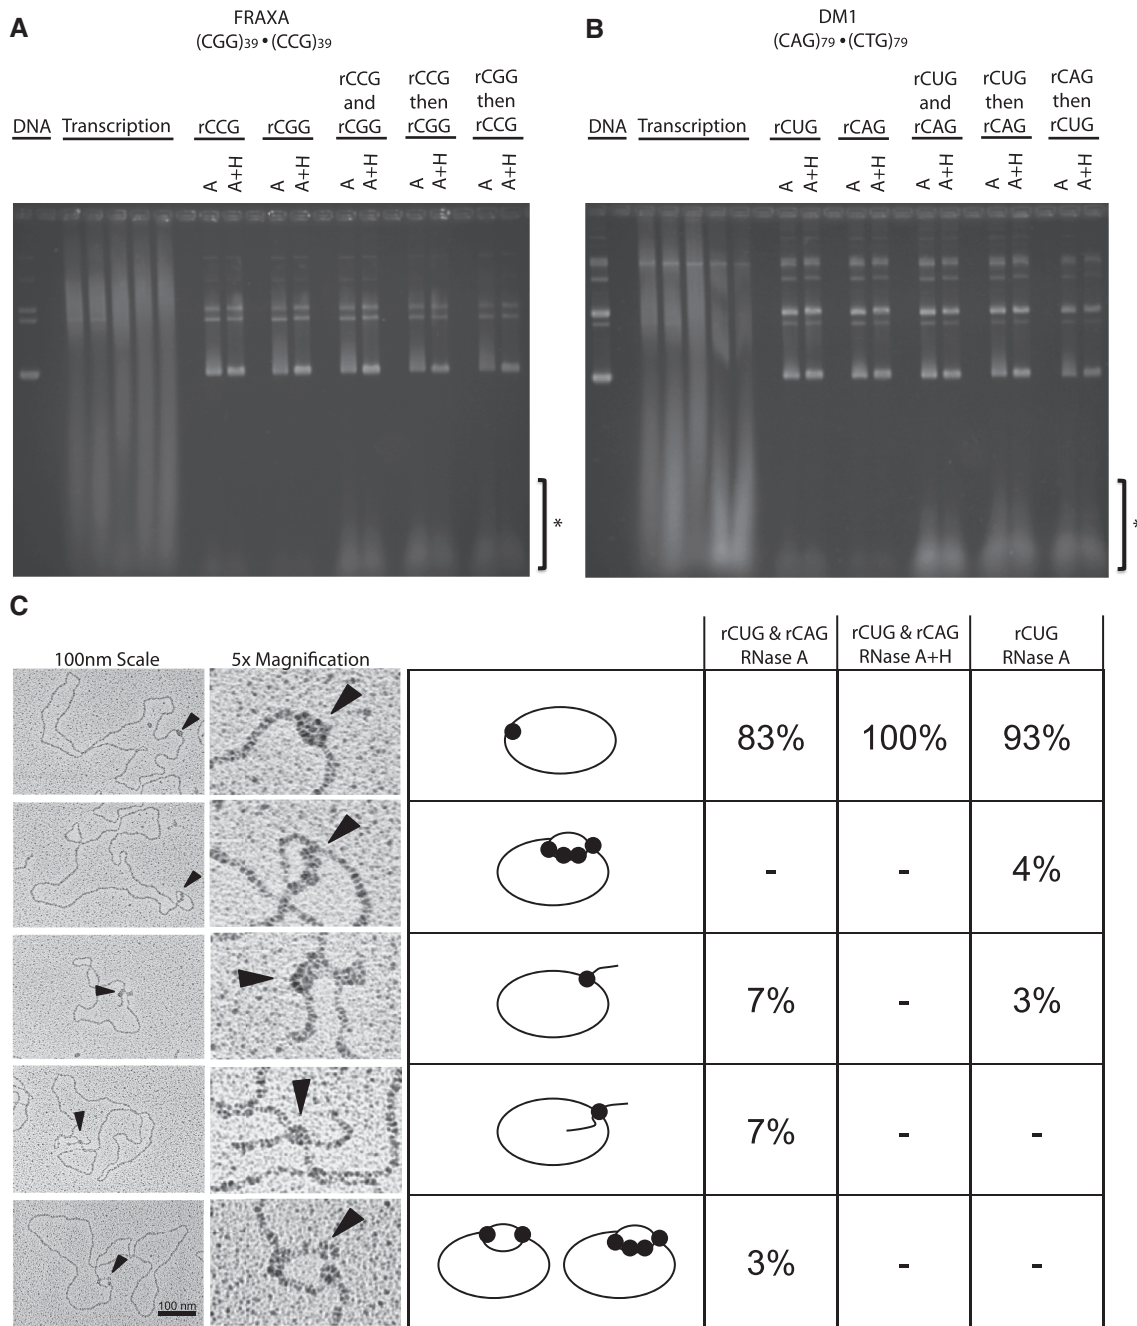 A
FRAXA
(CGG)39 • (CCG)39
DNA
Transcription
rCCG
rCGG
rCCG
and
rCGG
rCCG
then
rCGG
rCGG
then
rCCG
A
A+H
A
A+H
A
A+H
A
A+H
A
A+H
*
B
DM1
(CAG)79 • (CTG)79
DNA
Transcription
rCUG
rCAG
rCUG
and
rCAG
rCUG
then
rCAG
rCAG
then
rCUG
A
A+H
A
A+H
A
A+H
A
A+H
A
A+H
*
C
100nm Scale
5x Magnification
rCUG & rCAG
RNase A
rCUG & rCAG
RNase A+H
rCUG
RNase A
83%
100%
93%
-
-
4%
7%
-
3%
7%
-
-
3%
-
-
100 nm